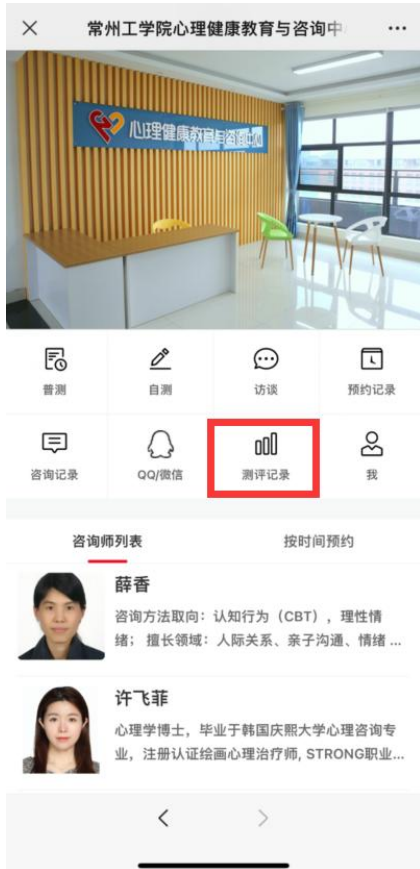 常州工学院心理健康教育与咨询中
心理健康教育与咨询中心
普测
自测
访谈
预约记录
咨询记录
QQ/微信
测评记录
我
咨询师列表
按时间预约
薛香
咨询方法取向：认知行为（CBT），理性情
绪；擅长领域：人际关系、亲子沟通、情绪 ...
许飞菲
心理学博士，毕业于韩国庆熙大学心理咨询专
业，注册认证绘画心理治疗师, STRONG职业...